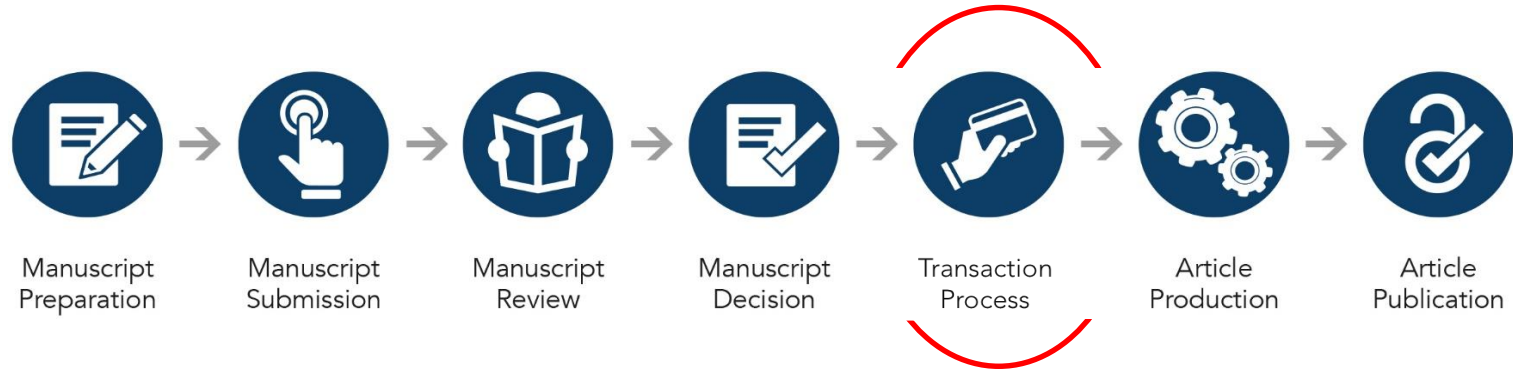 Manuscript
Preparation
Manuscript
Submission
Manuscript
Review
Manuscript
Decision
Transaction
Process
Article
Production
Article
Publication